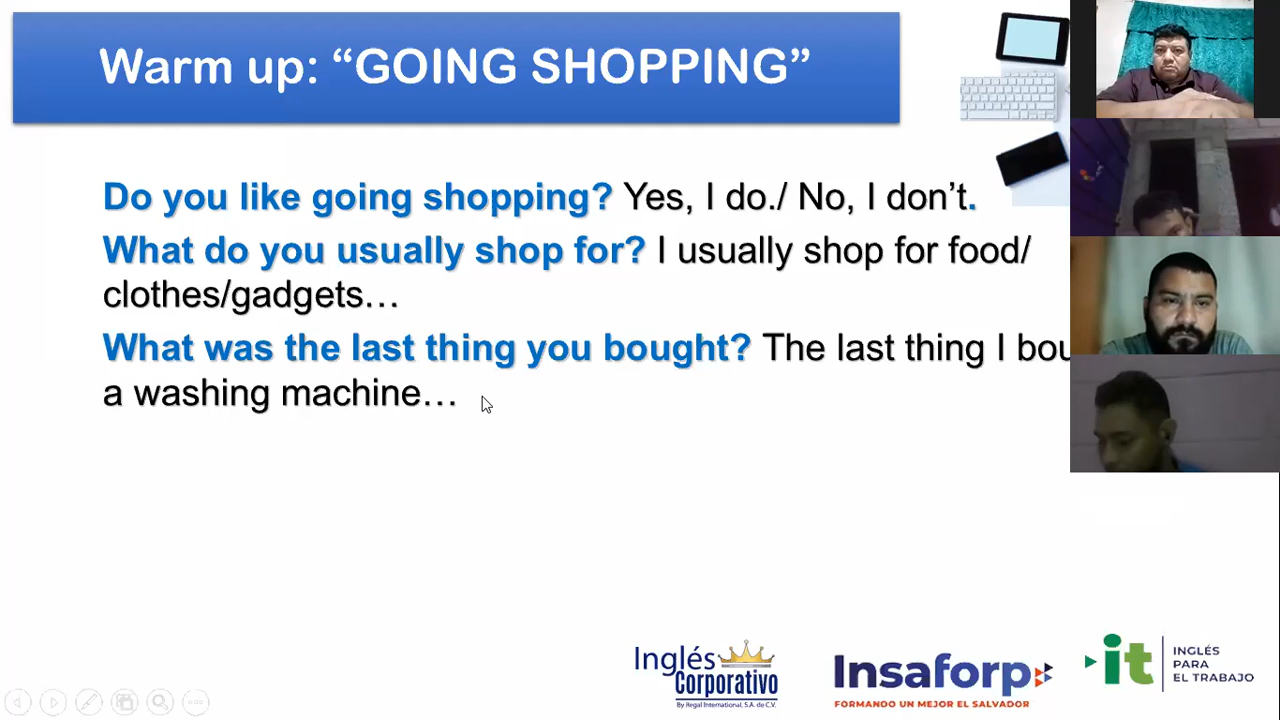 Warm up: “GOING SHOPPING”
Do you like going shopping? Yes, I do./ No, I don’t.
What do you usually shop for? I usually shop for food/
clothes/gadgets…
What was the last thing you bought? The last thing I
a washing machine…
Inglés
Corporativo
By Regal International, S.A. de C.V.
Insaforp
FORMANDO UN MEJOR EL SALVADOR
it
INGLÉS
PARA
EL TRABAJO